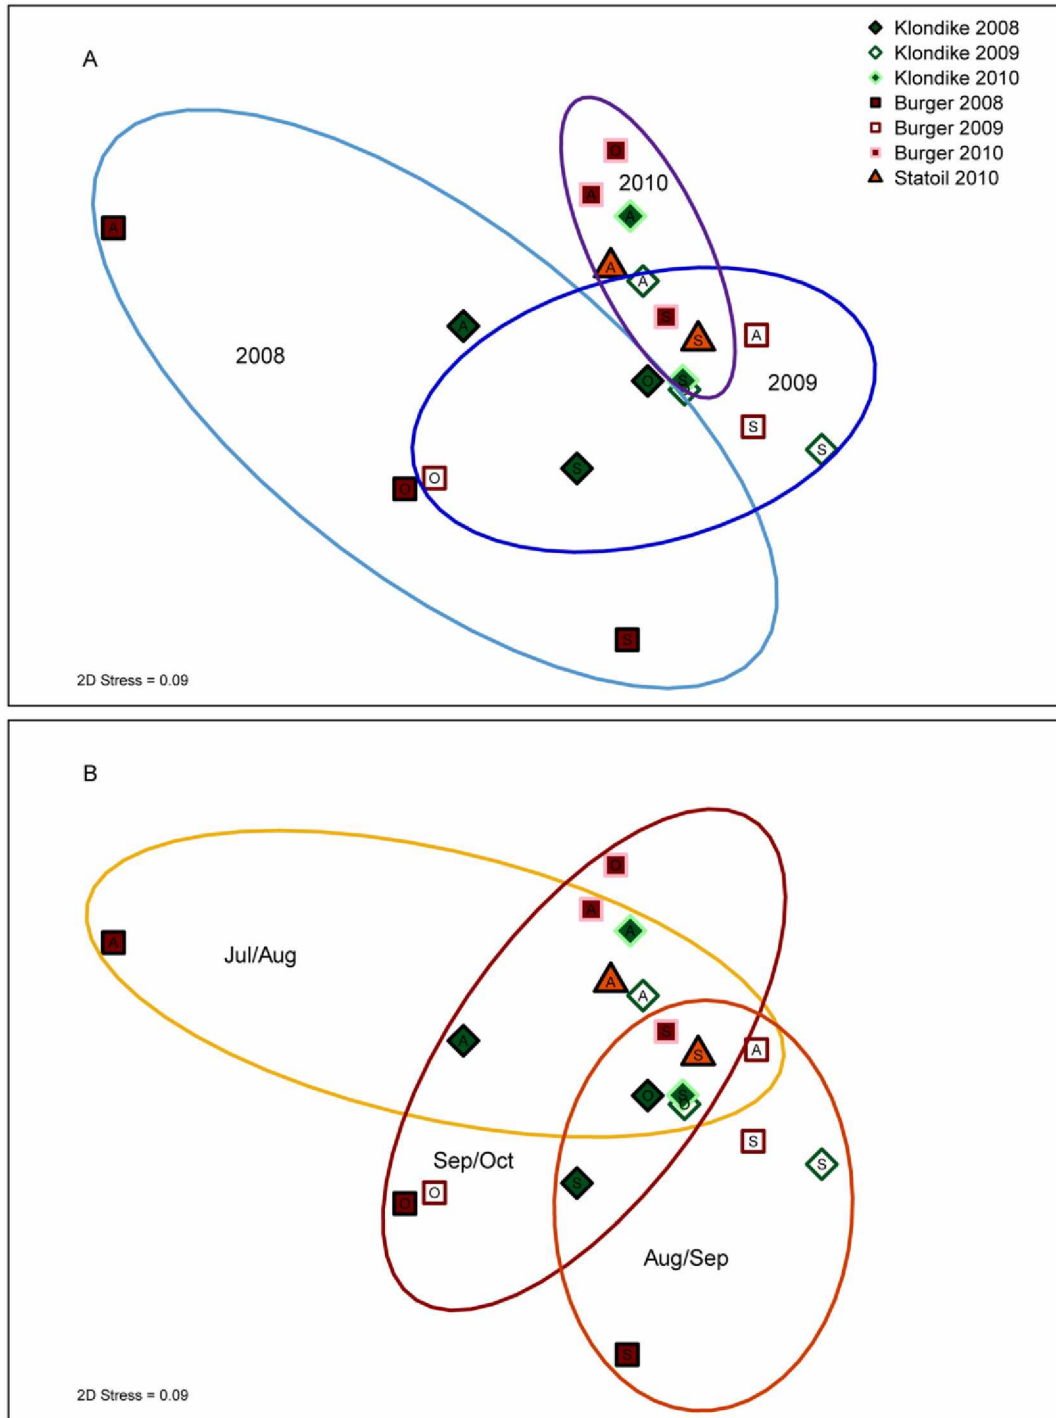 A
Klondike 2008
Klondike 2009
Klondike 2010
Burger 2008
Burger 2009
Burger 2010
Statoil 2010
O
2010
A
A
A
A
A
A
S
S
A
2008
O
S
2009
S
S
S
O
O
S
2D Stress = 0.09
B
O
A
A
Jul/Aug
A
A
A
S
S
A
A
O
S
O
S
Sep/Oct
S
S
O
O
Aug/Sep
S
2D Stress = 0.09